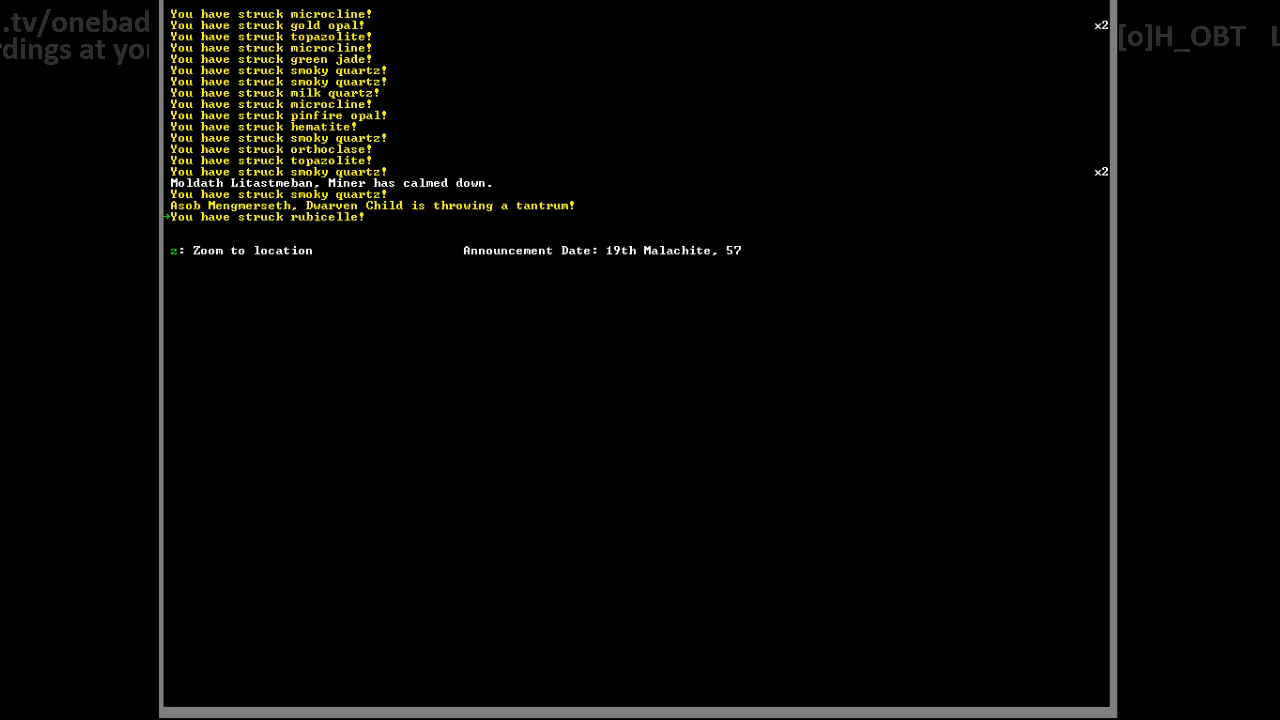 .tv/onebad
rdings at you
[o]H_OBT L
You have struck microcline!
You have struck gold opal! x2
You have struck topazolite!
You have struck microcline!
You have struck green jade!
You have struck smoky quartz!
You have struck smoky quartz!
You have struck milk quartz!
You have struck microcline!
You have struck pinfire opal!
You have struck hematite!
You have struck smoky quartz!
You have struck orthoclase!
You have struck topazolite!
You have struck smoky quartz! x2
Moldath Litastmeban, Miner has calmed down.
You have struck smoky quartz!
Asob Mengmerseth, Dwarven Child is throwing a tantrum!
→You have struck rubicelle!
z: Zoom to location Announcement Date: 19th Malachite, 57